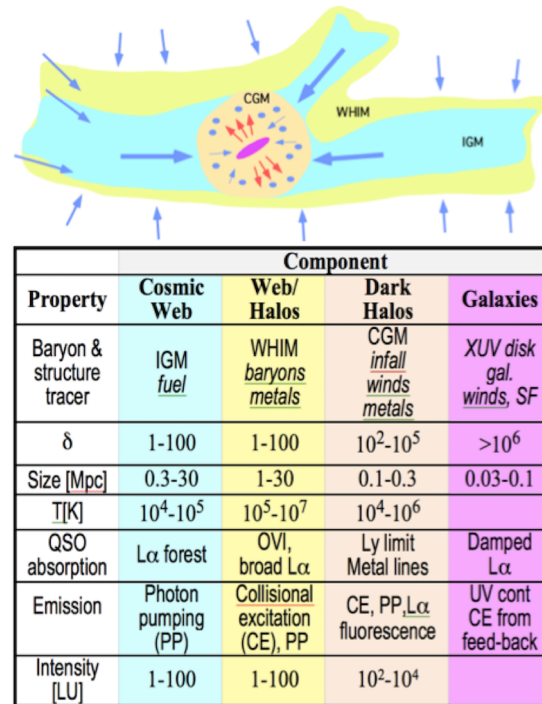 CGM
WHIM
IGM
Component
Property
Cosmic
Web
Web/
Halos
Dark
Halos
Galaxies
Baryon &
structure
tracer
IGM
fuel
WHIM
baryons
metals
CGM
infall
winds
metals
XUV disk
gal.
winds, SF
δ
1-100
1-100
10²-10⁵
>10⁶
Size [Mpc]
0.3-30
1-30
0.1-0.3
0.03-0.1
T[K]
10⁴-10⁵
10⁵-10⁷
10⁴-10⁶
QSO
absorption
Lα forest
OVI,
broad Lα
Ly limit
Metal lines
Damped
Lα
Emission
Photon
pumping
(PP)
Collisional
excitation
(CE), PP
CE, PP,Lα
fluorescence
UV cont
CE from
feed-back
Intensity
[LU]
1-100
1-100
10²-10⁴